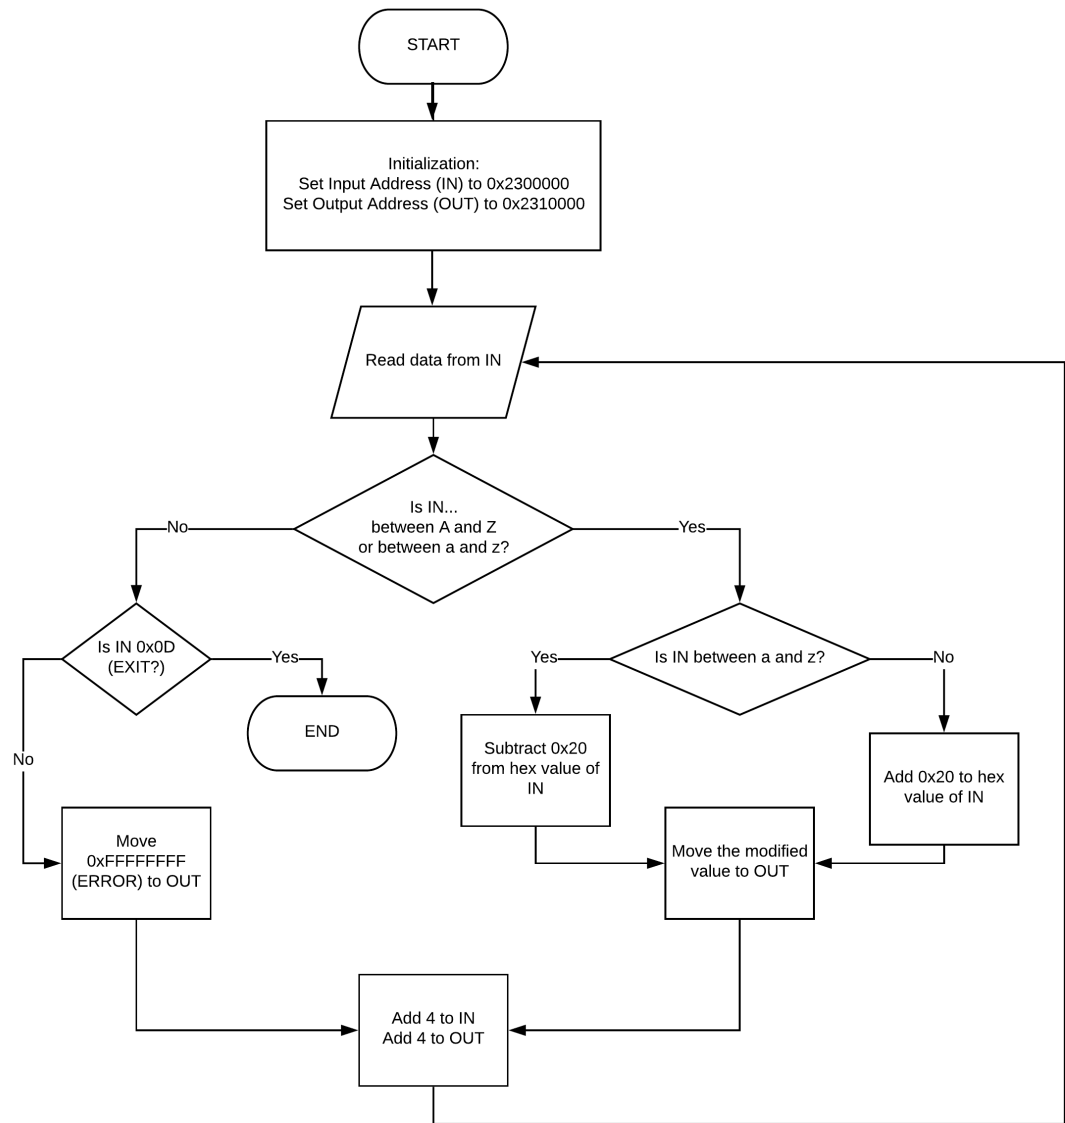 START
Initialization:
Set Input Address (IN) to 0x2300000
Set Output Address (OUT) to 0x2310000
Read data from IN
Is IN...
between A and Z
or between a and z?
No
Yes
Is IN 0x0D
(EXIT?)
Yes
No
END
Move
0xFFFFFFFF
(ERROR) to OUT
Is IN between a and z?
Yes
No
Subtract 0x20
from hex value of
IN
Add 0x20 to hex
value of IN
Move the modified
value to OUT
Add 4 to IN
Add 4 to OUT